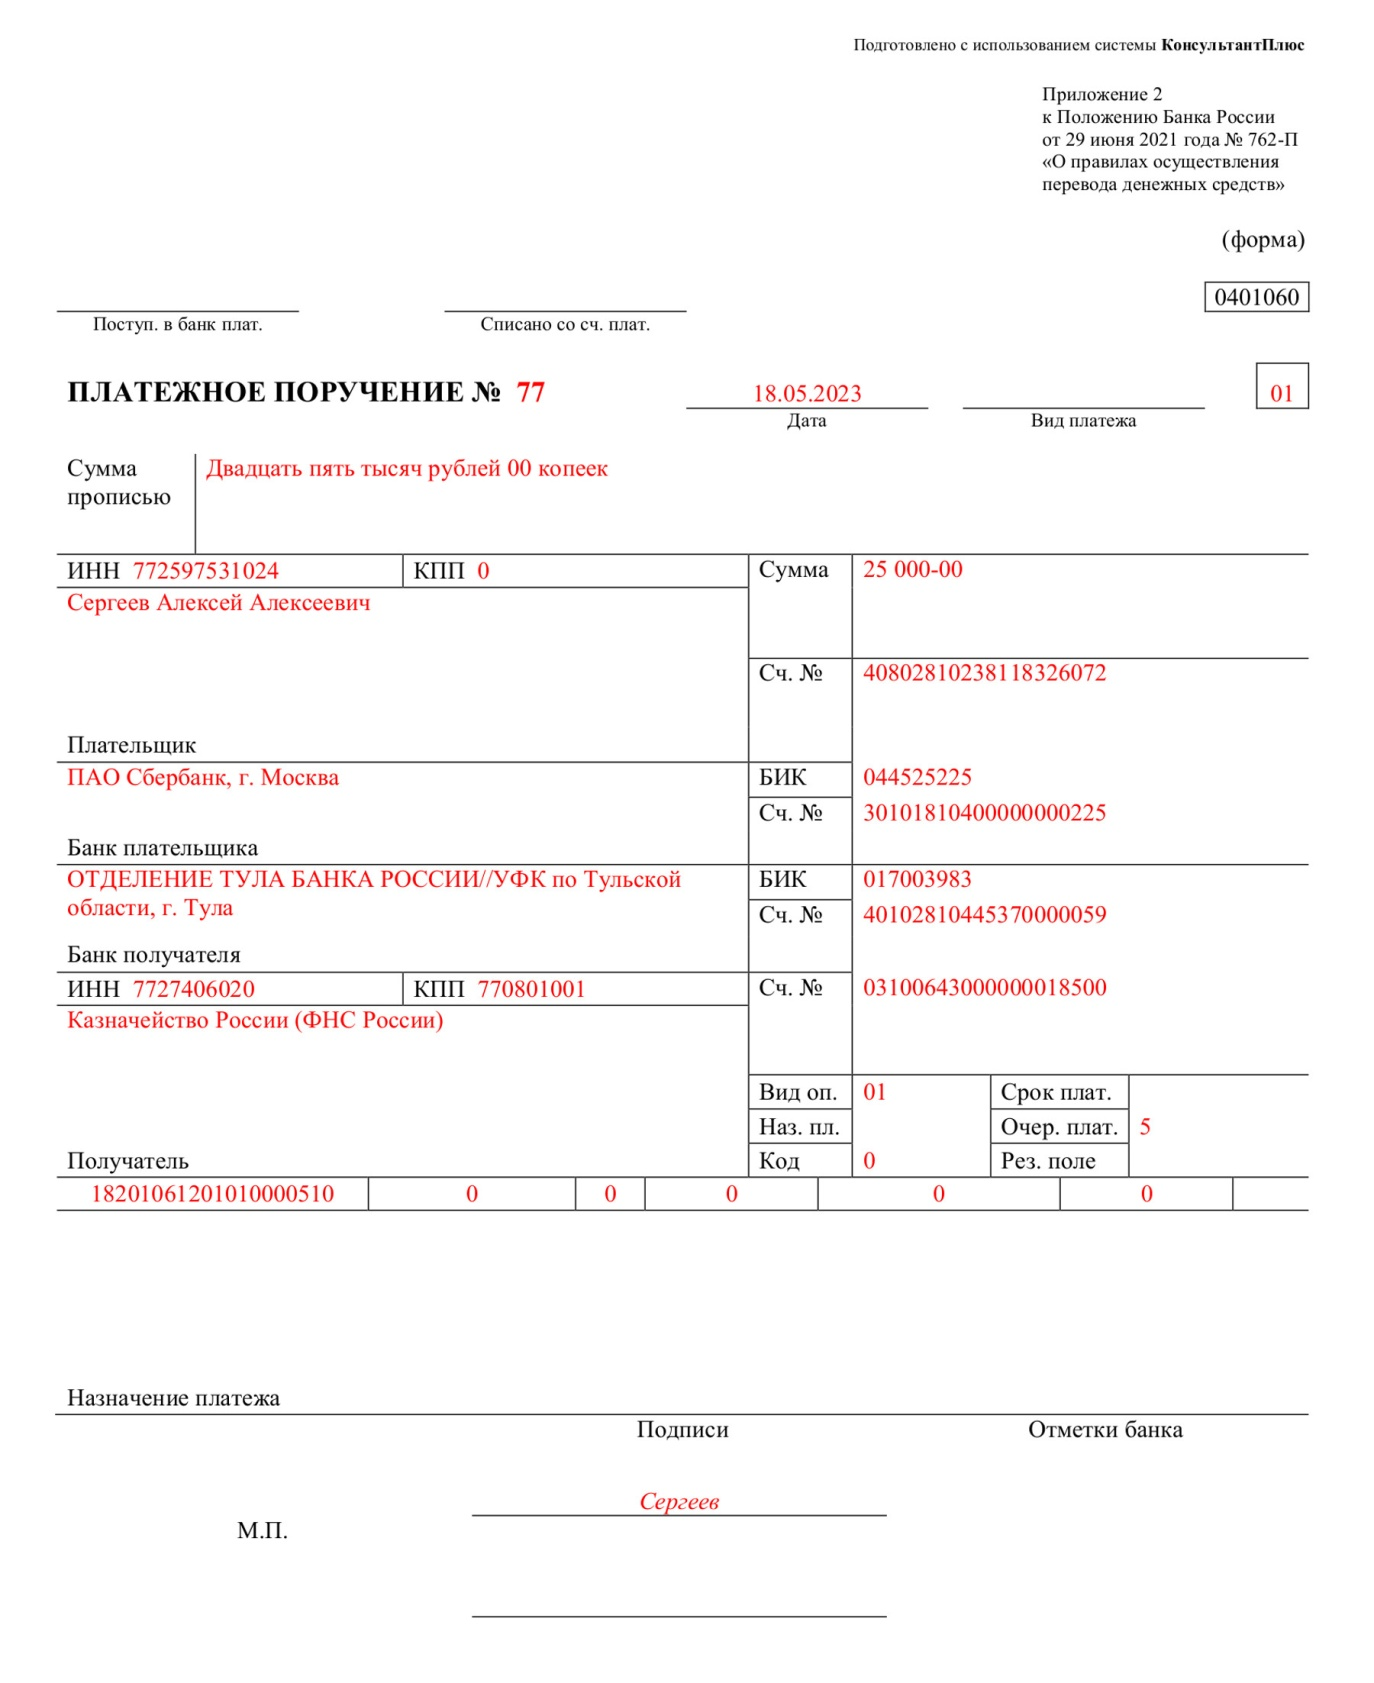 Подготовлено с использованием системы КонсультантПлюс
Приложение 2
к Положению Банка России
от 29 июня 2021 года № 762-П
«О правилах осуществления
перевода денежных средств»
(форма)
0401060
Поступ. в банк плат. Списано со сч. плат.
ПЛАТЕЖНОЕ ПОРУЧЕНИЕ № 77 18.05.2023 01
Дата Вид платежа
Сумма прописью Двадцать пять тысяч рублей 00 копеек
ИНН 772597531024 КПП 0 Сумма 25 000-00
Сергеев Алексей Алексеевич
Сч. № 40802810238118326072
Плательщик
ПАО Сбербанк, г. Москва БИК 044525225
Сч. № 30101810400000000225
Банк плательщика
ОТДЕЛЕНИЕ ТУЛА БАНКА РОССИИ//УФК по Тульской БИК 017003983
области, г. Тула Сч. № 40102810445370000059
Банк получателя
ИНН 7727406020 КПП 770801001 Сч. № 03100643000000018500
Казначейство России (ФНС России)
Вид оп. 01 Срок плат.
Наз. пл. Очер. плат. 5
Получатель Код 0 Рез. поле
18201061201010000510 0 0 0 0 0
Назначение платежа
Подписи Отметки банка
Сергеев
М.П.